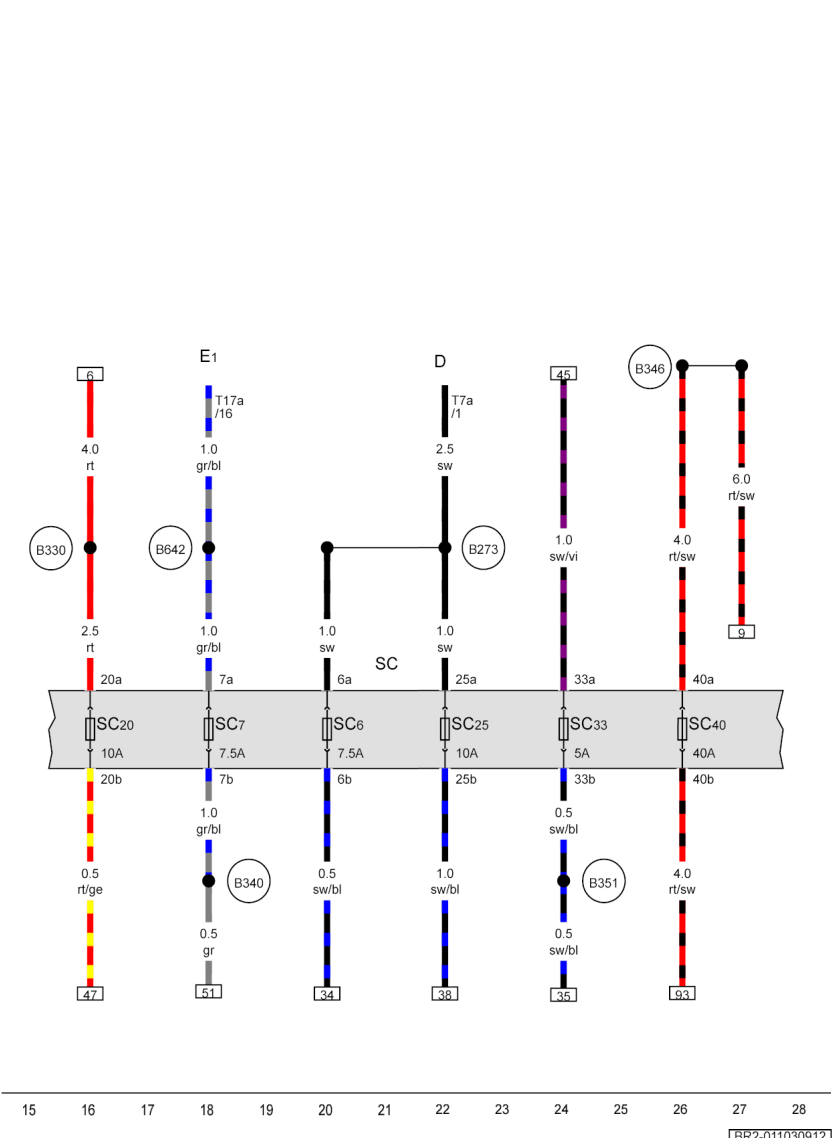 E1
D
6
45
B346
T17a
/16
T7a
/1
4.0
rt
1.0
gr/bl
2.5
sw
6.0
rt/sw
B330
B642
B273
1.0
sw/vi
4.0
rt/sw
2.5
rt
1.0
gr/bl
1.0
sw
1.0
sw
9
SC
20a
7a
6a
25a
33a
40a
SC20
SC7
SC6
SC25
SC33
SC40
10A
7.5A
7.5A
10A
5A
40A
20b
7b
6b
25b
33b
40b
1.0
gr/bl
0.5
sw/bl
0.5
rt/ge
B340
0.5
sw/bl
1.0
sw/bl
B351
4.0
rt/sw
0.5
gr
0.5
sw/bl
47
51
34
38
35
93
15 16 17 18 19 20 21 22 23 24 25 26 27 28
BR2-011030912